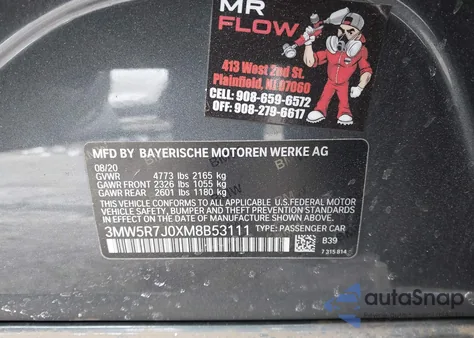 MR
FLOW
413 West 2nd St.
Plainfield, NJ 07060
CELL: 908-659-6572
OFF: 908-279-6617
MFD BY BAYERISCHE MOTOREN WERKE AG
08/20
GVWR 4773 lbs 2165 kg
GAWR FRONT 2326 lbs 1055 kg
GAWR REAR 2601 lbs 1180 kg
THIS VEHICLE CONFORMS TO ALL APPLICABLE U.S.FEDERAL MOTOR
VEHICLE SAFETY, BUMPER, AND THEFT PREVENTION STANDARDS IN
EFFECT ON THE DATE OF MANUFACTURE SHOWN ABOVE.
3MW5R7J0XM8B53111 TYPE: PASSENGER CAR
B39
7 315 814
autoSnap